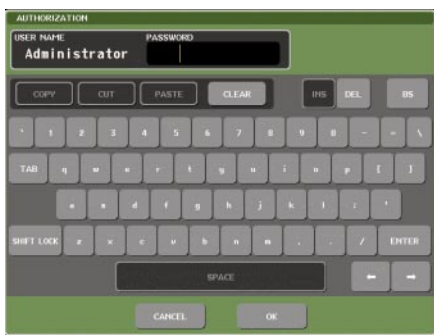 AUTHORIZATION
USER NAME PASSWORD
Administrator
COPY CUT PASTE CLEAR INS DEL BS
1 2 3 4 5 6 7 8 9 0 - = \
TAB q w e r t y u i o p [ ]
a s d f g h j k l ; '
SHIFT LOCK z x c v b n m , . / ENTER
SPACE ← →
CANCEL OK